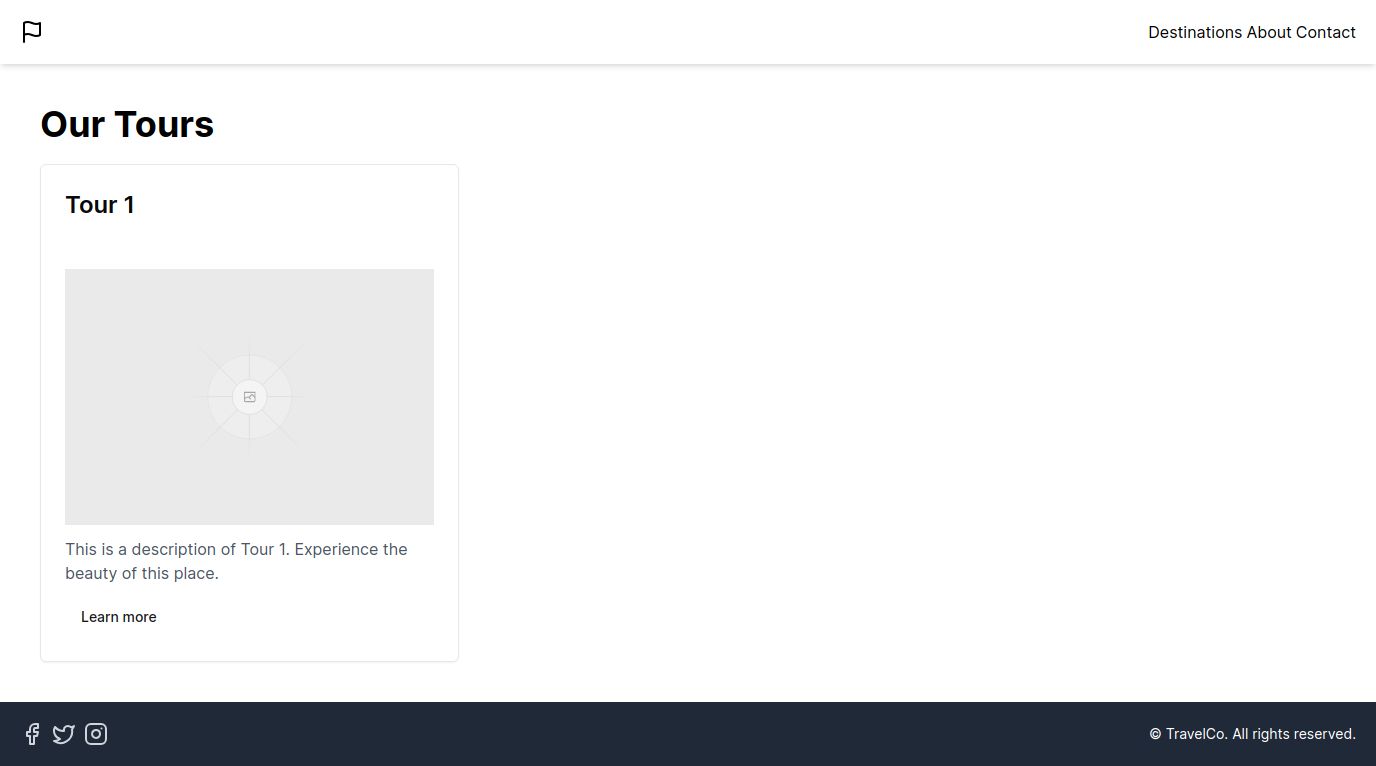 Destinations About Contact
Our Tours
Tour 1
This is a description of Tour 1. Experience the
beauty of this place.
Learn more
© TravelCo. All rights reserved.